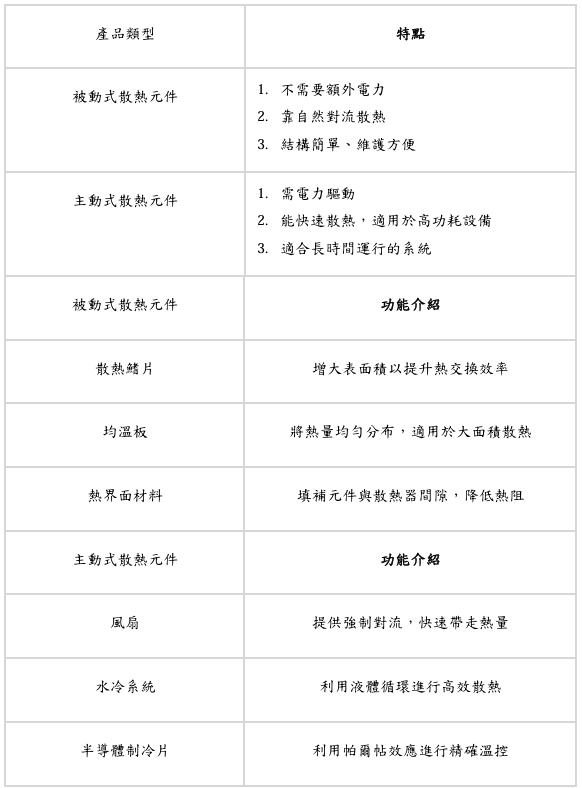 產品類型
特點
被動式散熱元件
1. 不需要額外電力
2. 靠自然對流散熱
3. 結構簡單、維護方便
主動式散熱元件
1. 需電力驅動
2. 能快速散熱，適用於高功耗設備
3. 適合長時間運行的系統
被動式散熱元件
功能介紹
散熱鰭片
增大表面積以提升熱交換效率
均溫板
將熱量均勻分布，適用於大面積散熱
熱界面材料
填補元件與散熱器間隙，降低熱阻
主動式散熱元件
功能介紹
風扇
提供強制對流，快速帶走熱量
水冷系統
利用液體循環進行高效散熱
半導體制冷片
利用帕爾帖效應進行精確溫控